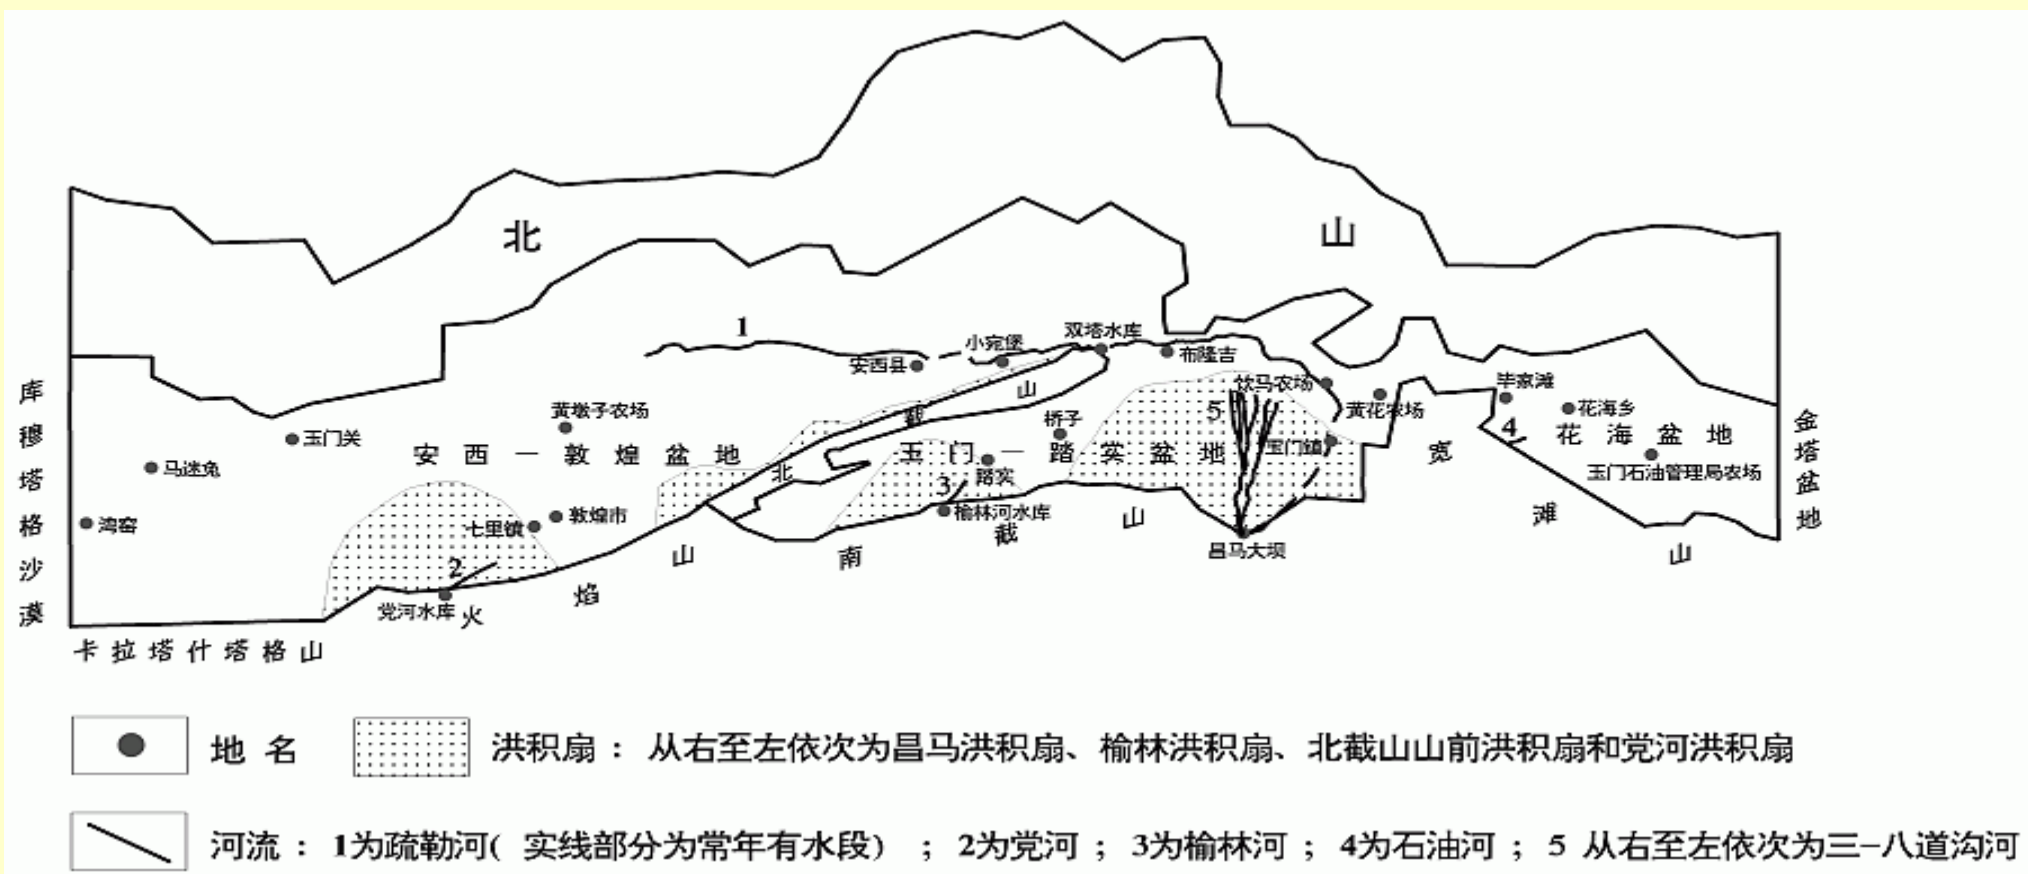 北 山
1
双塔水库
小宛堡
布隆吉
安西县
饮马农场
毕家滩
山
黄墩子农场
截
桥子
5
黄花农场
花海乡
玉门关
安西—敦煌盆地
玉门—踏实盆地
玉门镇
宽
4
花海盆地
马迷兔
北
踏实
玉门石油管理局农场
3
榆林河水库
鸿窑
七里镇
敦煌市
截
山
滩
山
南
昌马大坝
山
2
党河水库
火
焰
库穆塔格沙漠
金塔盆地
卡拉塔什塔格山
地 名
洪积扇：从右至左依次为昌马洪积扇、榆林洪积扇、北截山山前洪积扇和党河洪积扇
河流：1为疏勒河( 实线部分为常年有水段) ；2为党河；3为榆林河；4为石油河；5 从右至左依次为三—八道沟河